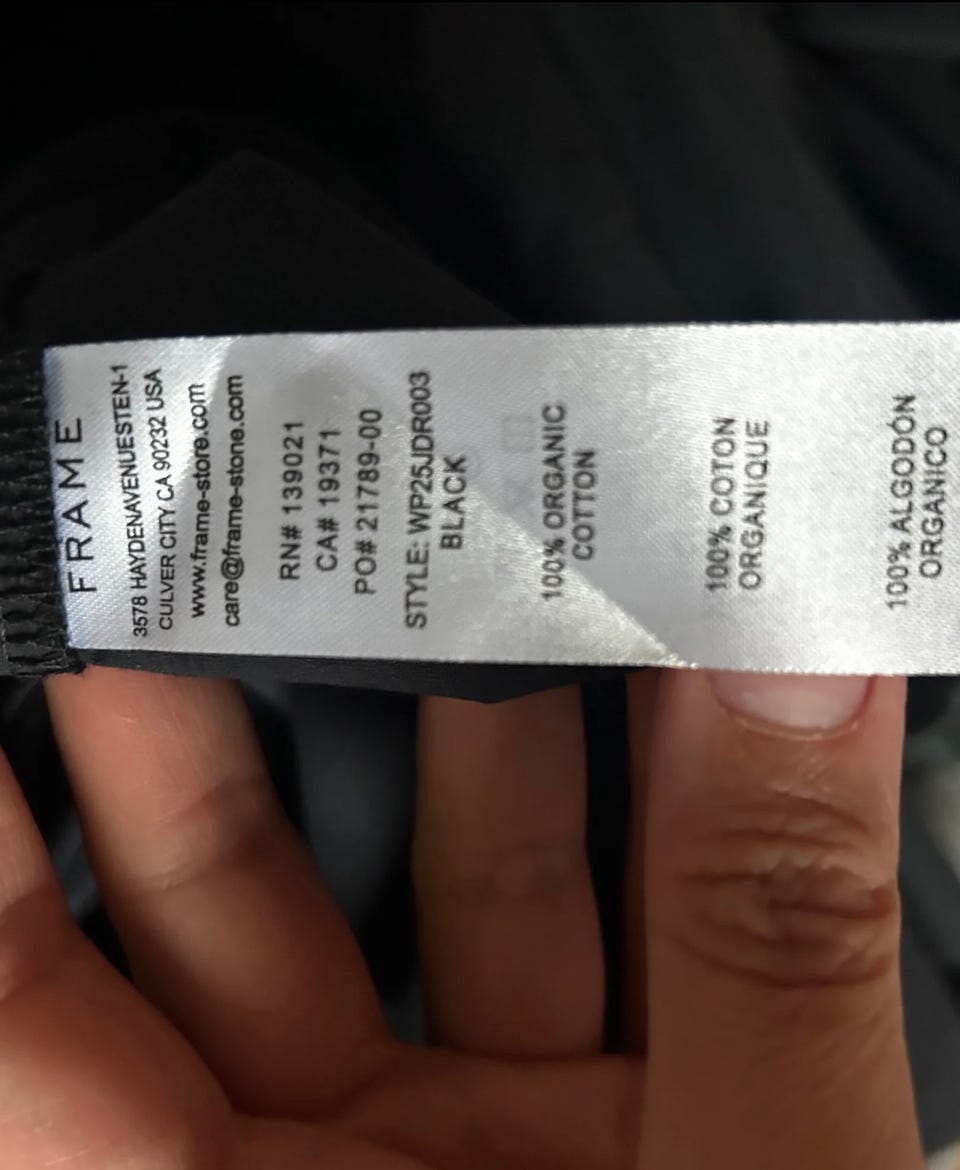 FRAME
3578 HAYDENAVENUESTEN-1
CULVER CITY CA 90232 USA
www.frame-store.com
care@frame-stone.com
RN# 139021
CA# 19371
PO# 21789-00
STYLE: WP25JDR003
BLACK
100% ORGANIC
COTTON
100% COTON
ORGANIQUE
100% ALGODÓN
ORGANICO